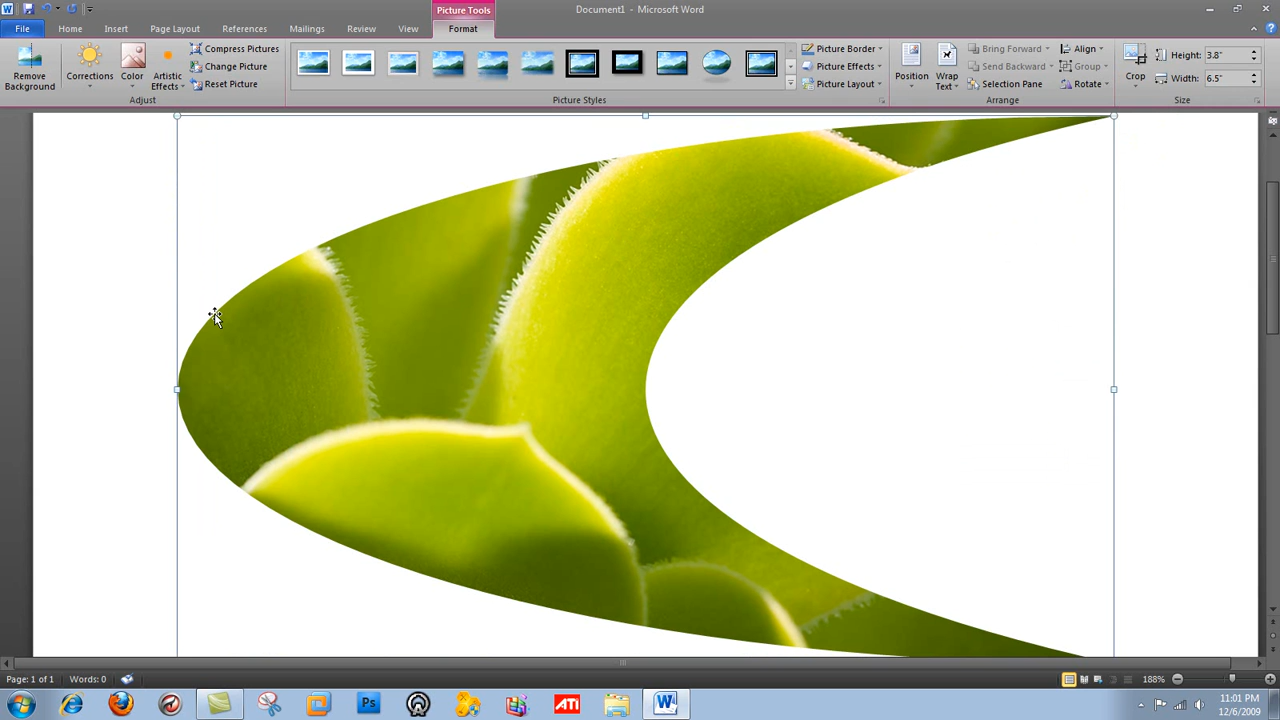 Picture Tools
Document1 - Microsoft Word
File Home Insert Page Layout References Mailings Review View Format
Remove Background
Corrections
Color
Artistic Effects
Compress Pictures
Change Picture
Reset Picture
Adjust
Picture Styles
Picture Border
Picture Effects
Picture Layout
Position
Wrap Text
Bring Forward
Send Backward
Selection Pane
Align
Group
Rotate
Arrange
Crop
Height: 3.8"
Width: 6.5"
Size
Page: 1 of 1 Words: 0
188%
Ps
ATI
11:01 PM
12/6/2009